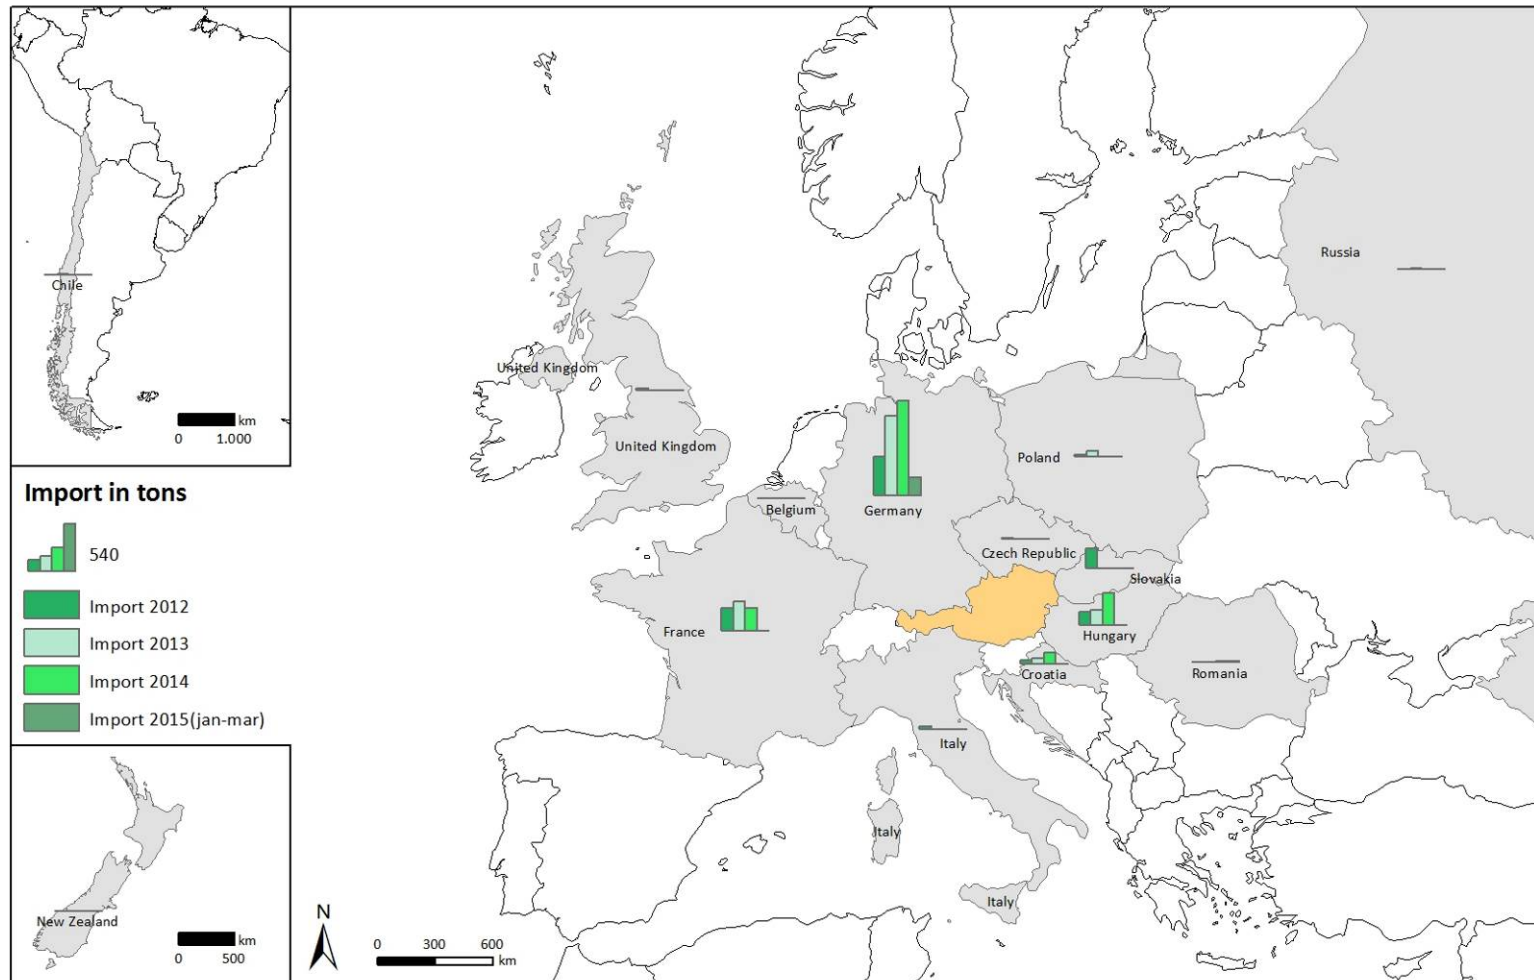 Chile
km
0 1.000
Import in tons
540
Import 2012
Import 2013
Import 2014
Import 2015(jan-mar)
New Zealand
km
0 500
N
0 300 600
km
Russia
United Kingdom
United Kingdom
Poland
Belgium
Germany
Czech Republic
Slovakia
France
Hungary
Croatia
Romania
Italy
Italy
Italy